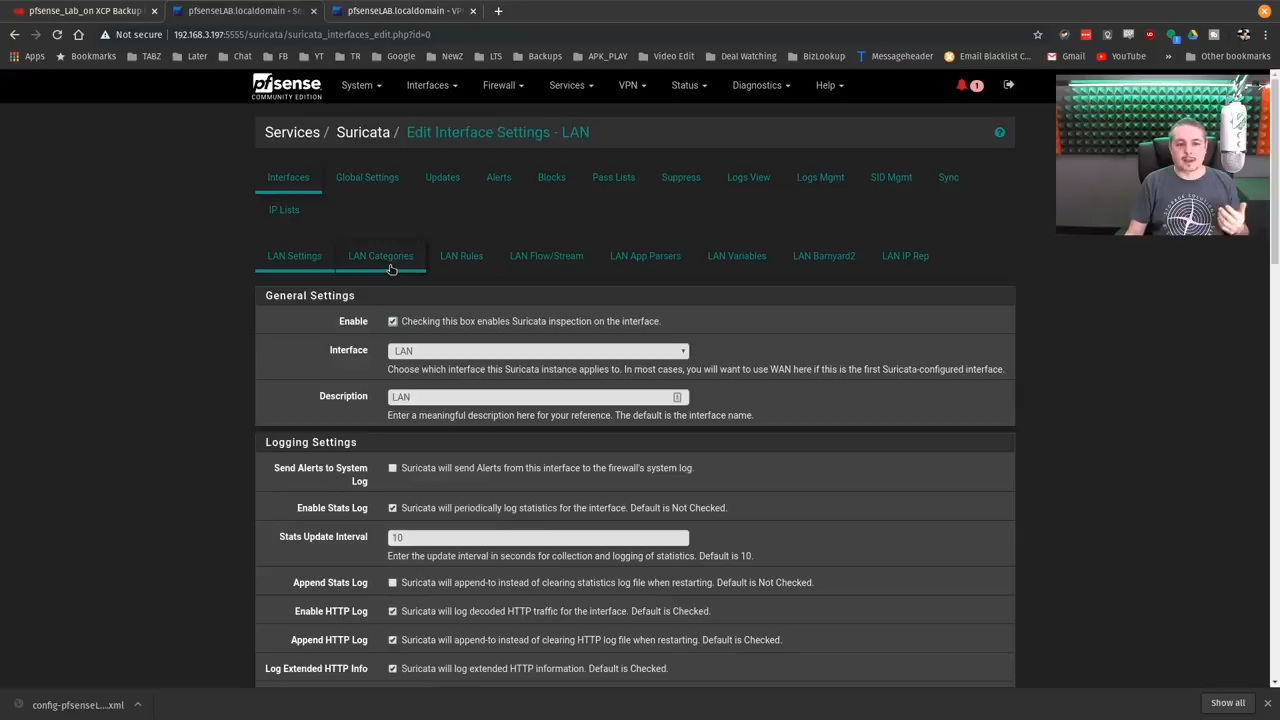 pfsense_Lab_on XCP Backup
pfsenseLAB.localdomain - Se
pfsenseLAB.localdomain - VP
Not secure
192.168.3.197:5555/suricata/suricata_interfaces_edit.php?id=0
Apps
Bookmarks
TABZ
Later
Chat
FB
YT
TR
Google
NewZ
LTS
Backups
APK_PLAY
Video Edit
Deal Watching
BizLookup
Messageheader
Email Blacklist C...
Gmail
YouTube
»
Other bookmarks
pfsense
COMMUNITY EDITION
System
Interfaces
Firewall
Services
VPN
Status
Diagnostics
Help
1
Services / Suricata / Edit Interface Settings - LAN
Interfaces
Global Settings
Updates
Alerts
Blocks
Pass Lists
Suppress
Logs View
Logs Mgmt
SID Mgmt
Sync
IP Lists
LAN Settings
LAN Categories
LAN Rules
LAN Flow/Stream
LAN App Parsers
LAN Variables
LAN Barnyard2
LAN IP Rep
General Settings
Enable
Checking this box enables Suricata inspection on the interface.
Interface
LAN
Choose which interface this Suricata instance applies to. In most cases, you will want to use WAN here if this is the first Suricata-configured interface.
Description
LAN
Enter a meaningful description here for your reference. The default is the interface name.
Logging Settings
Send Alerts to System
Log
Suricata will send Alerts from this interface to the firewall's system log.
Enable Stats Log
Suricata will periodically log statistics for the interface. Default is Not Checked.
Stats Update Interval
10
Enter the update interval in seconds for collection and logging of statistics. Default is 10.
Append Stats Log
Suricata will append-to instead of clearing statistics log file when restarting. Default is Not Checked.
Enable HTTP Log
Suricata will log decoded HTTP traffic for the interface. Default is Checked.
Append HTTP Log
Suricata will append-to instead of clearing HTTP log file when restarting. Default is Checked.
Log Extended HTTP Info
Suricata will log extended HTTP information. Default is Checked.
config-pfsenseL....xml
Show all